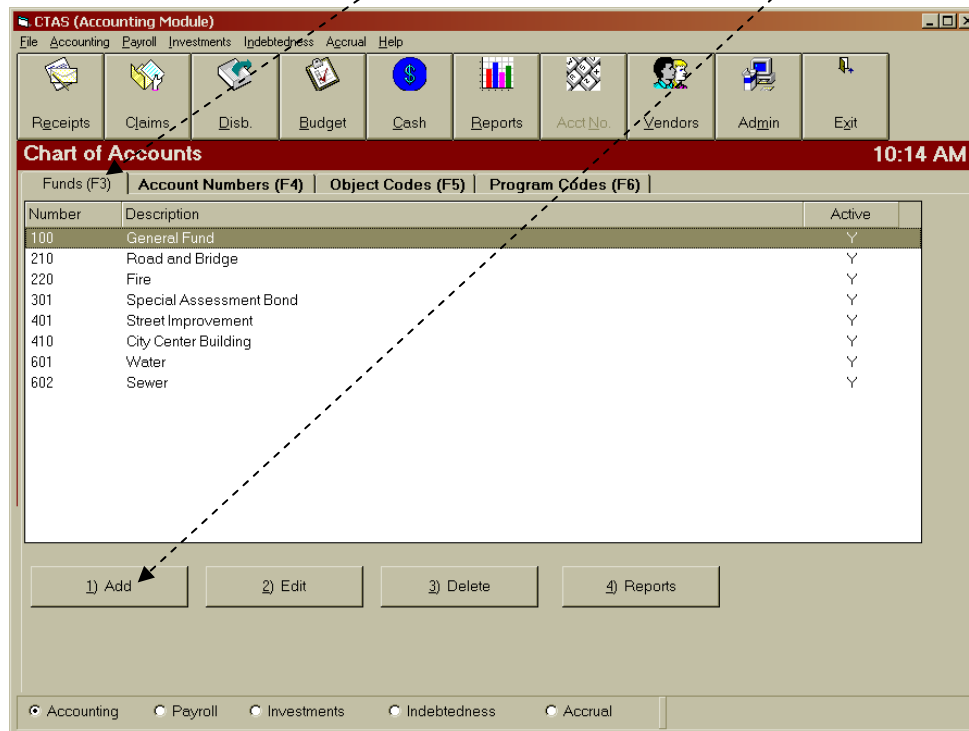 CTAS (Accounting Module)
File Accounting Payroll Investments Indebtedness Accrual Help
Receipts Claims Disb. Budget Cash Reports Acct No. Vendors Admin Exit
Chart of Accounts 10:14 AM
Funds (F3) Account Numbers (F4) Object Codes (F5) Program Codes (F6)
Number Description Active
100 General Fund Y
210 Road and Bridge Y
220 Fire Y
301 Special Assessment Bond Y
401 Street Improvement Y
410 City Center Building Y
601 Water Y
602 Sewer Y
1) Add 2) Edit 3) Delete 4) Reports
Accounting Payroll Investments Indebtedness Accrual